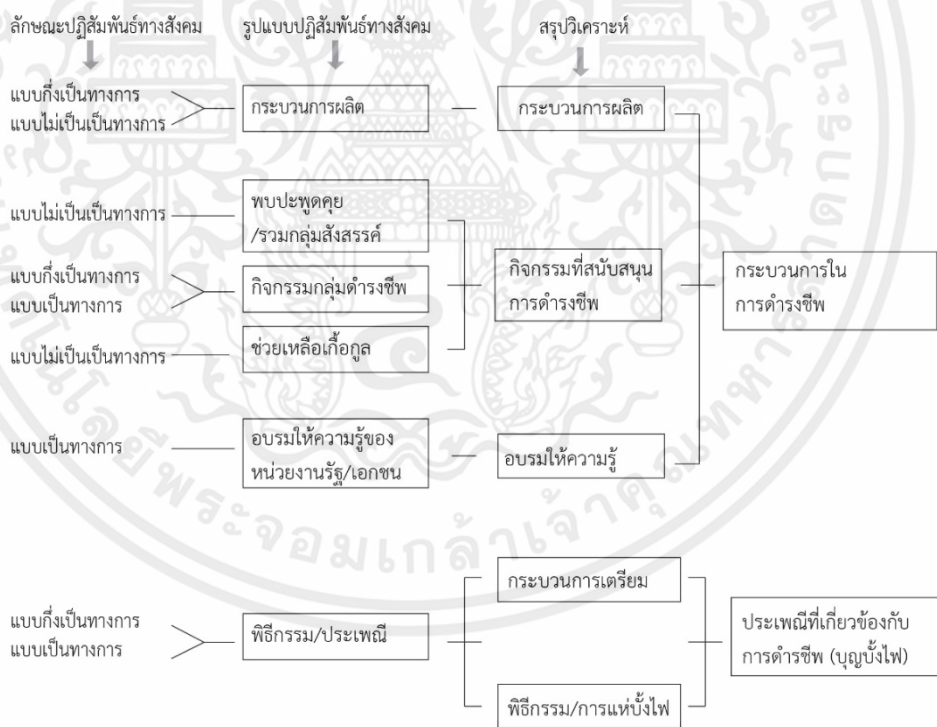 ลักษณะปฏิสัมพันธ์ทางสังคม
รูปแบบปฏิสัมพันธ์ทางสังคม
สรุปวิเคราะห์
แบบกึ่งเป็นทางการ
แบบไม่เป็นเป็นทางการ
กระบวนการผลิต
กระบวนการผลิต
แบบไม่เป็นเป็นทางการ
พบปะพูดคุย
/รวมกลุ่มสังสรรค์
แบบกึ่งเป็นทางการ
แบบเป็นทางการ
กิจกรรมกลุ่มดำรงชีพ
แบบไม่เป็นเป็นทางการ
ช่วยเหลือเกื้อกูล
กิจกรรมที่สนับสนุน
การดำรงชีพ
กระบวนการใน
การดำรงชีพ
แบบเป็นทางการ
อบรมให้ความรู้ของ
หน่วยงานรัฐ/เอกชน
อบรมให้ความรู้
แบบกึ่งเป็นทางการ
แบบเป็นทางการ
พิธีกรรม/ประเพณี
กระบวนการเตรียม
พิธีกรรม/การแห่บั้งไฟ
ประเพณีที่เกี่ยวข้องกับ
การดำรชีพ (บุญบั้งไฟ)
พระจอมเกล้าเจ้าคุณทหาร